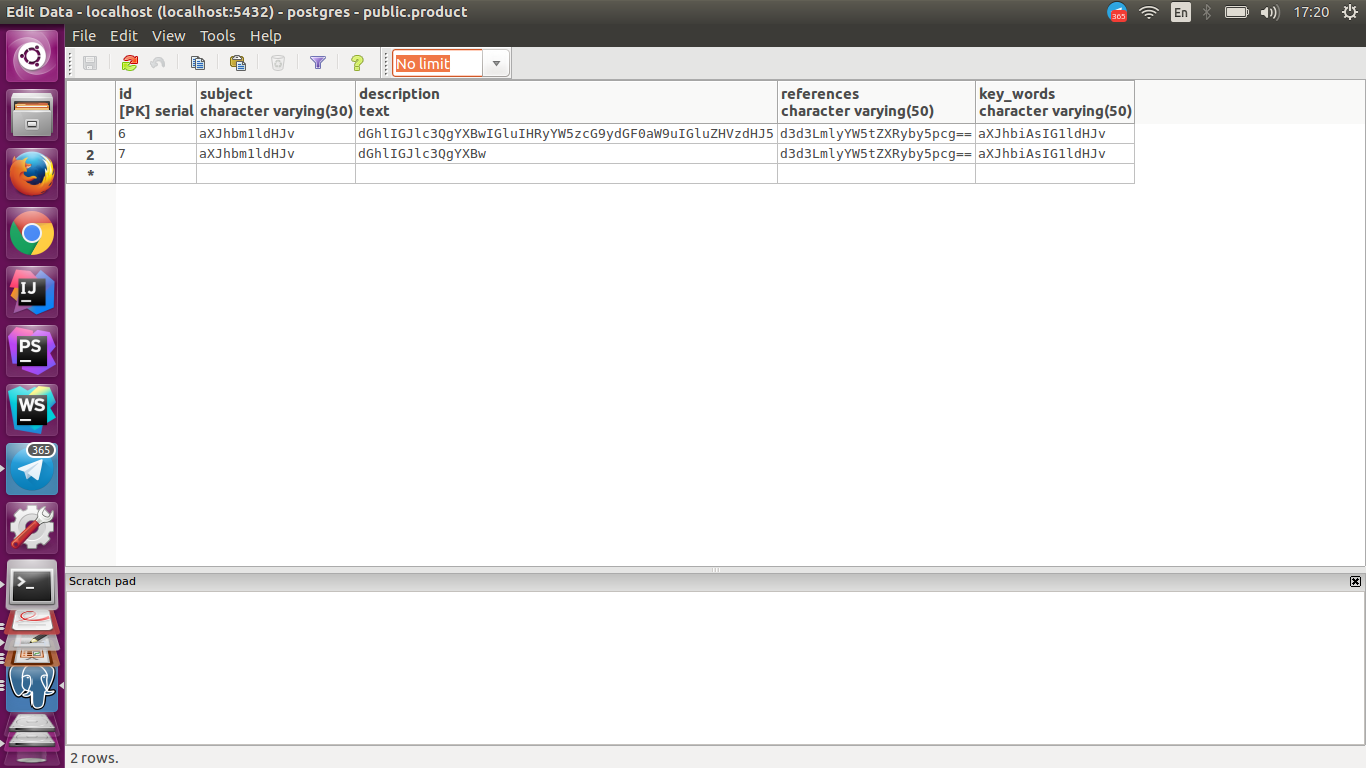 Edit Data - localhost (localhost:5432) - postgres - public.product
365
En
17:20
File Edit View Tools Help
No limit
id subject description references key_words
[PK] serial character varying(30) text character varying(50) character varying(50)
1 6 aXJhbm1ldHJv dGhlIGJlc3QgYXBwIGluIHRyYW5zcG9ydGF0aW9uIGluZHVzdHJ5 d3d3LmlyYW5tZXRyby5pcg== aXJhbiAsIG1ldHJv
2 7 aXJhbm1ldHJv dGhlIGJlc3QgYXBw d3d3LmlyYW5tZXRyby5pcg== aXJhbiAsIG1ldHJv
*
IJ
PS
WS
365
>_
Scratch pad
2 rows.